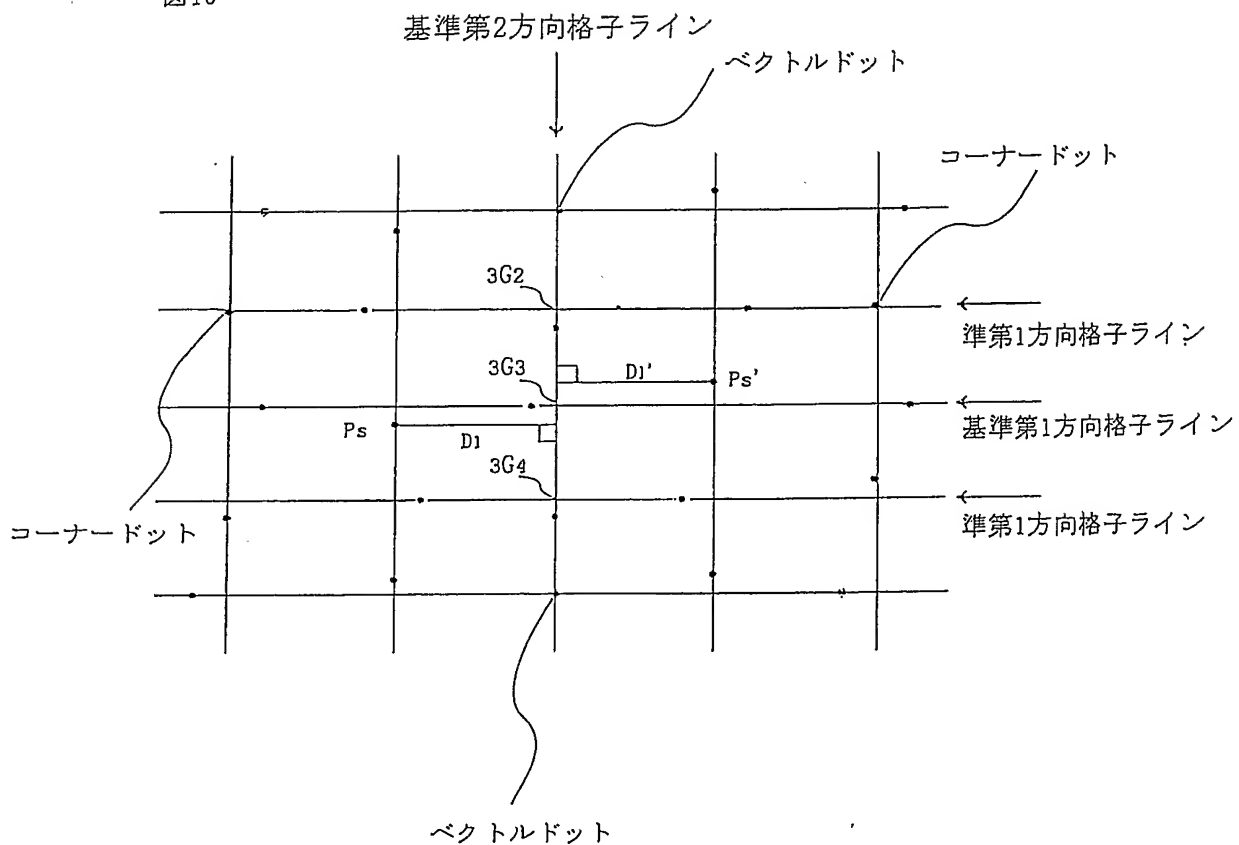 基準第2方向格子ライン
ベクトルドット
コーナードット
3G2
準第1方向格子ライン
3G3
D1'
Ps'
基準第1方向格子ライン
Ps
D1
3G4
準第1方向格子ライン
コーナードット
ベクトルドット